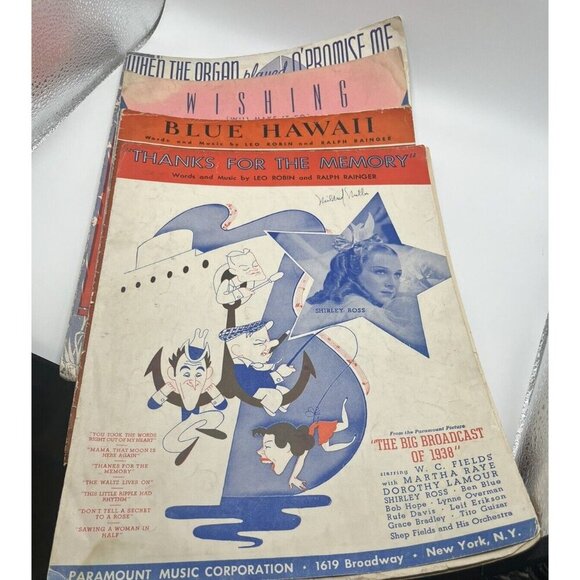 WHEN THE ORGAN played O' PROMISE ME
WISHING
(WILL MAKE IT SO)
BLUE HAWAII
Words and Music by LEO ROBIN and RALPH RAINGER
"THANKS FOR THE MEMORY"
Words and Music by LEO ROBIN and RALPH RAINGER
SHIRLEY ROSS
"YOU TOOK THE WORDS
RIGHT OUT OF MY HEART"
"MAMA, THAT MOON IS
HERE AGAIN"
"THANKS FOR THE
MEMORY"
"THE WALTZ LIVES ON"
"THIS LITTLE RIPPLE HAD
RHYTHM"
"DON'T TELL A SECRET
TO A ROSE"
"SAWING A WOMAN IN
HALF"
From the Paramount Picture
"THE BIG BROADCAST
OF 1938"
starring W. C. FIELDS
with MARTHA RAYE
DOROTHY LAMOUR
SHIRLEY ROSS · Ben Blue
Bob Hope · Lynne Overman
Rufe Davis · Leif Erikson
Grace Bradley · Tito Guizar
Shep Fields and His Orchestra
PARAMOUNT MUSIC CORPORATION · 1619 Broadway · New York, N.Y.